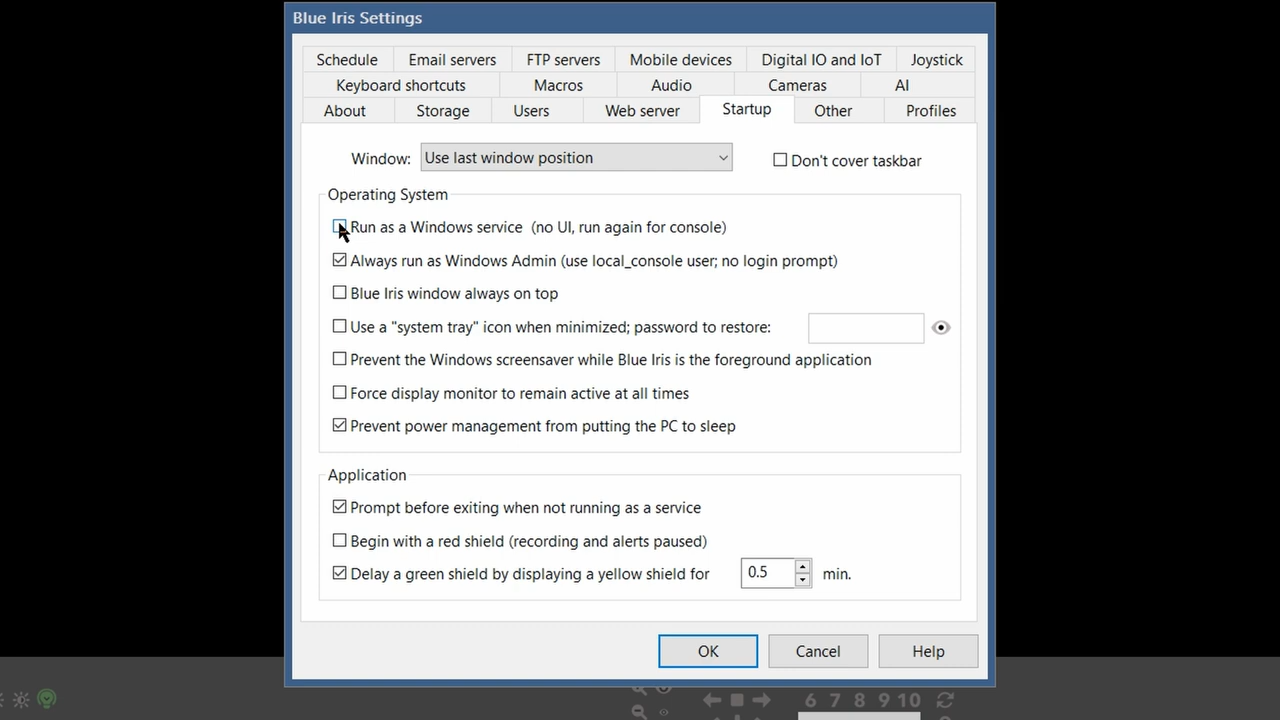 Blue Iris Settings
Schedule Email servers FTP servers Mobile devices Digital IO and IoT Joystick
Keyboard shortcuts Macros Audio Cameras AI
About Storage Users Web server Startup Other Profiles
Window: Use last window position Don't cover taskbar
Operating System
Run as a Windows service (no UI, run again for console)
Always run as Windows Admin (use local_console user; no login prompt)
Blue Iris window always on top
Use a "system tray" icon when minimized; password to restore:
Prevent the Windows screensaver while Blue Iris is the foreground application
Force display monitor to remain active at all times
Prevent power management from putting the PC to sleep
Application
Prompt before exiting when not running as a service
Begin with a red shield (recording and alerts paused)
Delay a green shield by displaying a yellow shield for 0.5 min.
OK Cancel Help
6 7 8 9 10